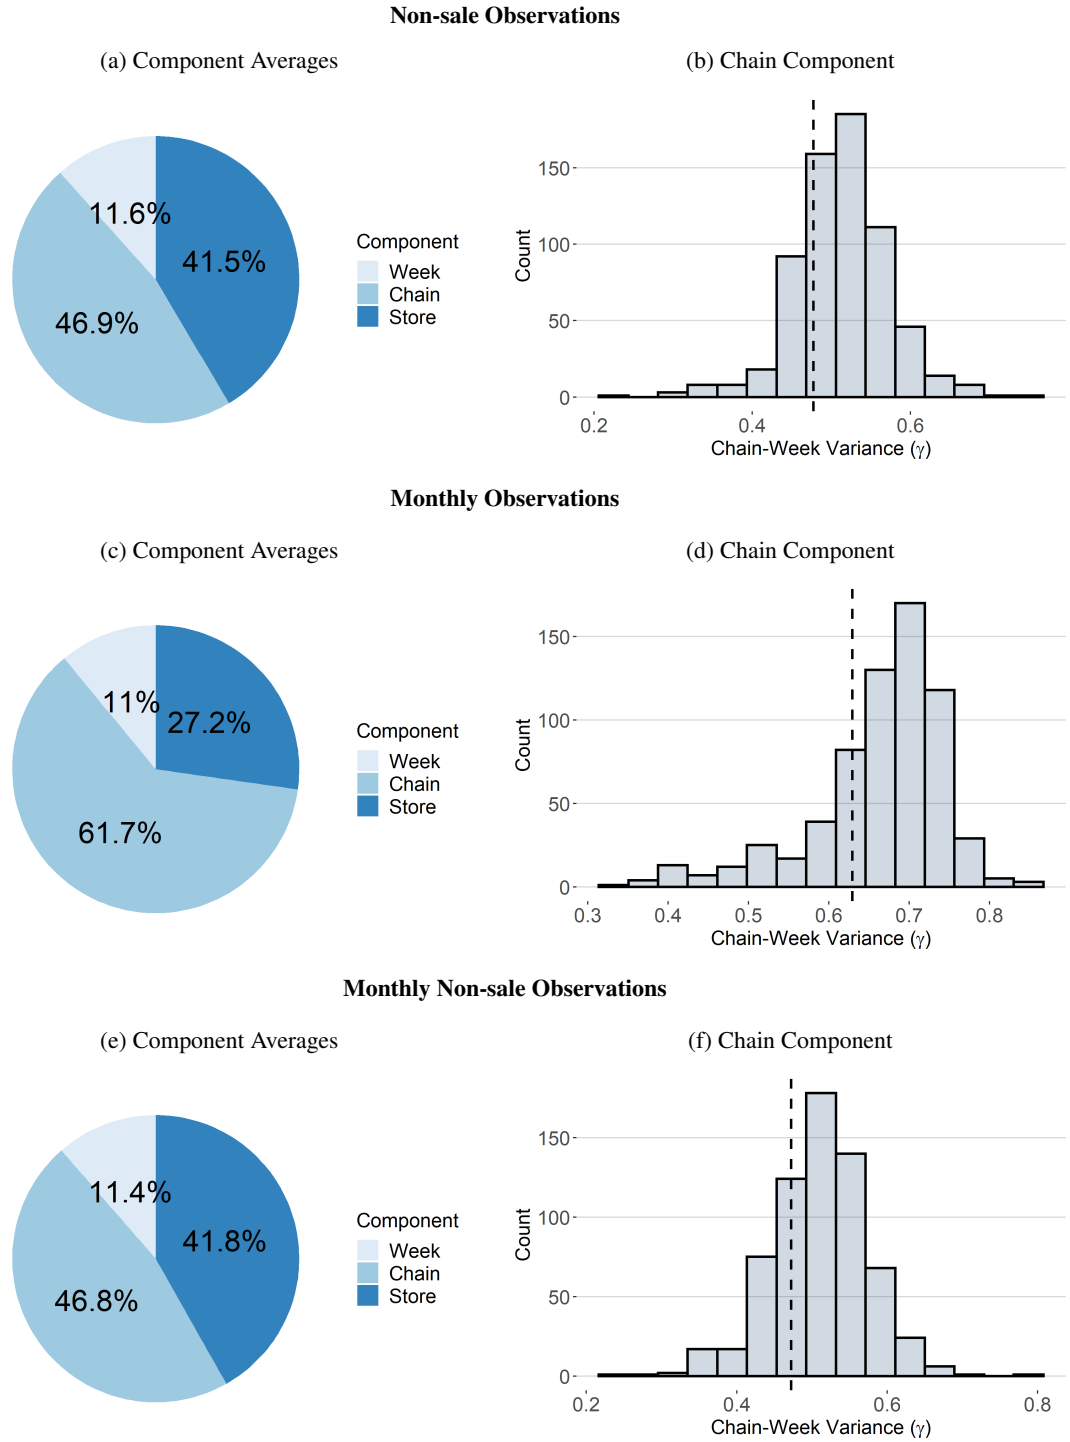 Non-sale Observations
(a) Component Averages
(b) Chain Component
11.6%
41.5%
46.9%
Component
Week
Chain
Store
Count
150
100
50
0
0.2 0.4 0.6
Chain-Week Variance (γ)
Monthly Observations
(c) Component Averages
(d) Chain Component
11%
27.2%
61.7%
Component
Week
Chain
Store
Count
150
100
50
0
0.3 0.4 0.5 0.6 0.7 0.8
Chain-Week Variance (γ)
Monthly Non-sale Observations
(e) Component Averages
(f) Chain Component
11.4%
41.8%
46.8%
Component
Week
Chain
Store
Count
150
100
50
0
0.2 0.4 0.6 0.8
Chain-Week Variance (γ)